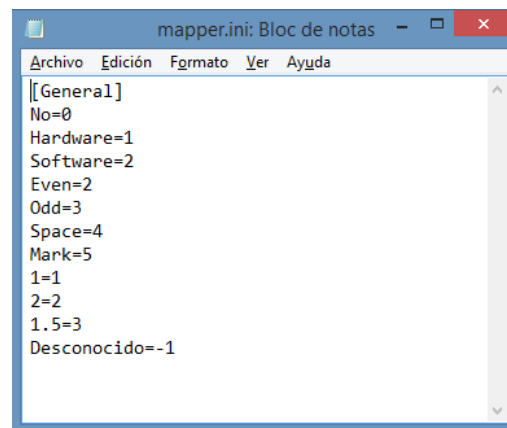 mapper.ini: Bloc de notas
Archivo Edición Formato Ver Ayuda
[General]
No=0
Hardware=1
Software=2
Even=2
Odd=3
Space=4
Mark=5
1=1
2=2
1.5=3
Desconocido=-1